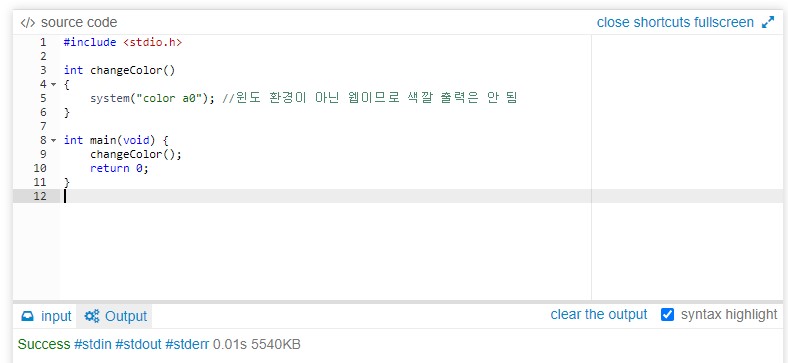 </> source code close shortcuts fullscreen
1 #include <stdio.h>
2
3 int changeColor()
4 {
5 system("color a0"); //윈도 환경이 아닌 웹이므로 색깔 출력은 안 됨
6 }
7
8 int main(void) {
9 changeColor();
10 return 0;
11 }
12
input Output clear the output syntax highlight
Success #stdin #stdout #stderr 0.01s 5540KB